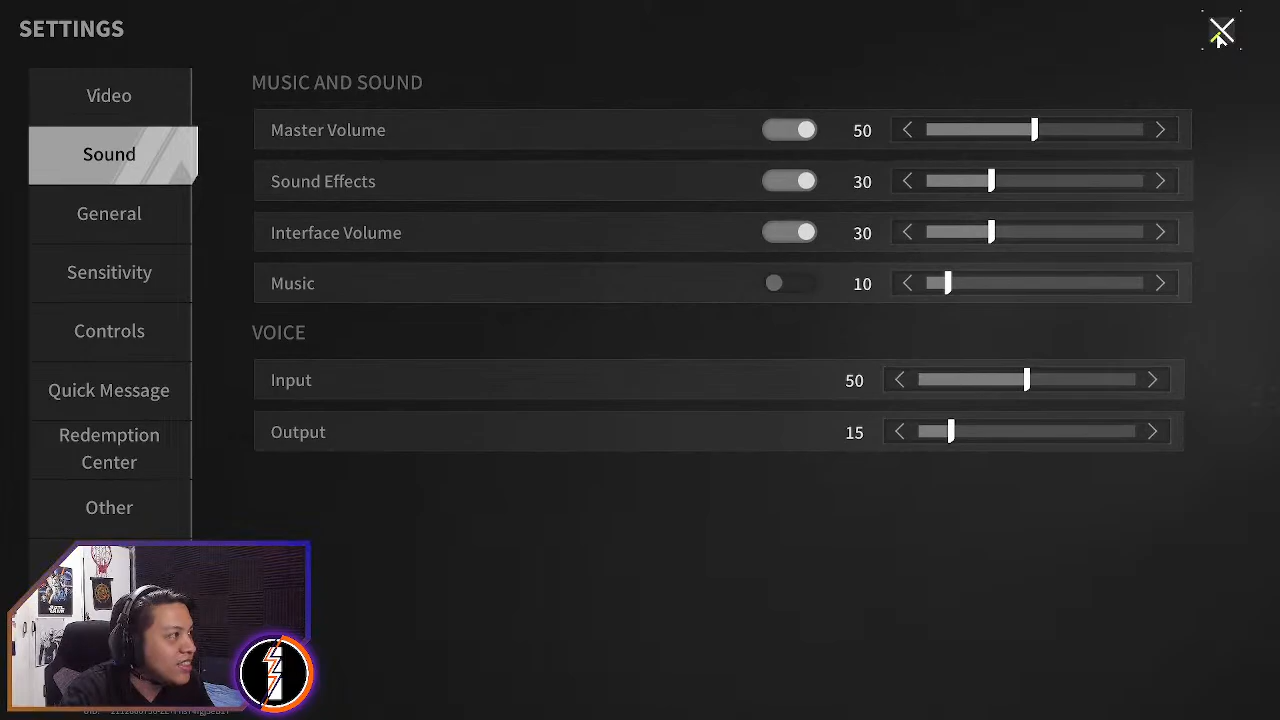 SETTINGS
Video
Sound
General
Sensitivity
Controls
Quick Message
Redemption
Center
Other
MUSIC AND SOUND
Master Volume 50
Sound Effects 30
Interface Volume 30
Music 10
VOICE
Input 50
Output 15